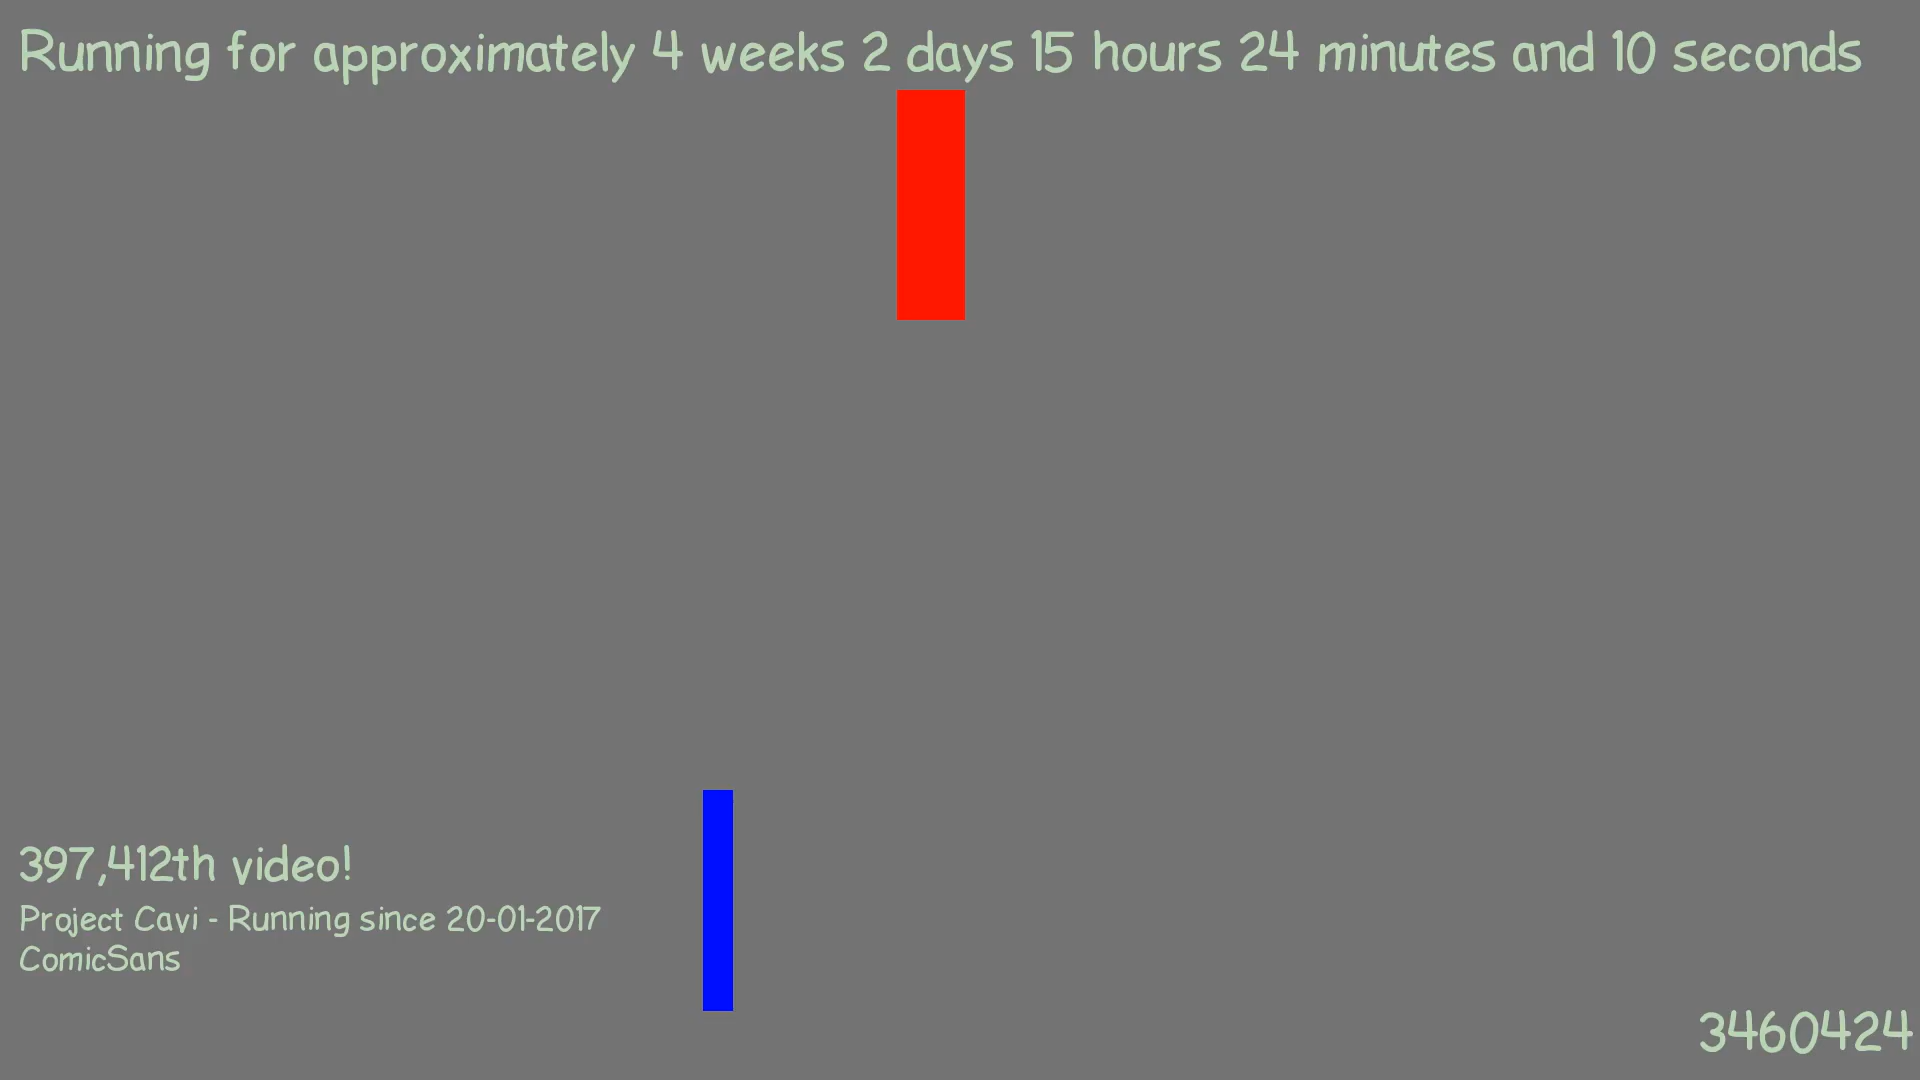 Running for approximately 4 weeks 2 days 15 hours 24 minutes and 10 seconds
397,412th video!
Project Cavi - Running since 20-01-2017
ComicSans
3460424